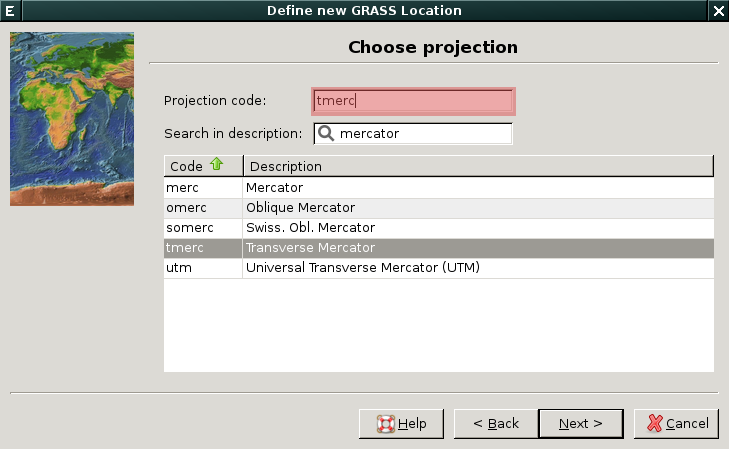 E Define new GRASS Location X
Choose projection
Projection code: tmerc
Search in description: mercator
Code Description
merc Mercator
omerc Oblique Mercator
somerc Swiss. Obl. Mercator
tmerc Transverse Mercator
utm Universal Transverse Mercator (UTM)
Help < Back Next > Cancel